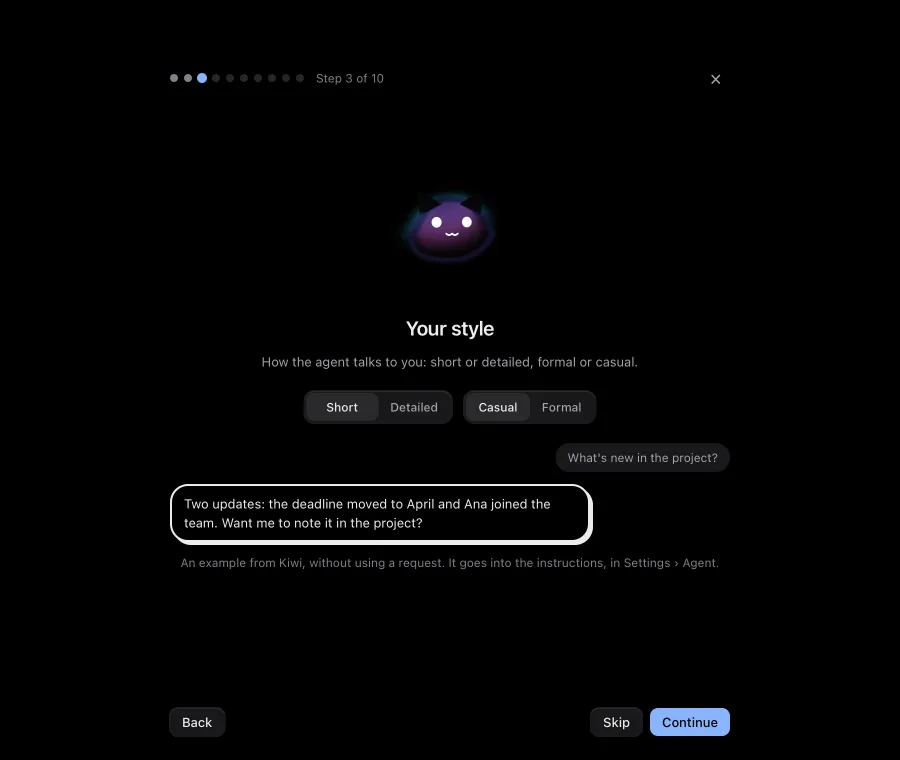 Step 3 of 10
Your style
How the agent talks to you: short or detailed, formal or casual.
Short Detailed Casual Formal
What's new in the project?
Two updates: the deadline moved to April and Ana joined the
team. Want me to note it in the project?
An example from Kiwi, without using a request. It goes into the instructions, in Settings › Agent.
Back Skip Continue